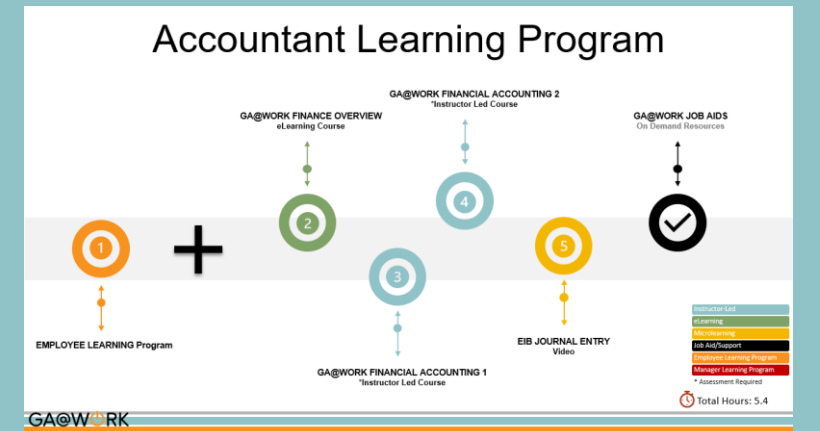 Accountant Learning Program
GA@WORK FINANCIAL ACCOUNTING 2
*Instructor Led Course
GA@WORK FINANCE OVERVIEW
eLearning Course
GA@WORK JOB AIDS
On Demand Resources
1
2
3
4
5
EMPLOYEE LEARNING Program
GA@WORK FINANCIAL ACCOUNTING 1
*Instructor Led Course
EIB JOURNAL ENTRY
Video
Instructor-Led
eLearning
Microlearning
Job Aid/Support
Employee Learning Program
Manager Learning Program
* Assessment Required
Total Hours: 5.4
GA@WORK